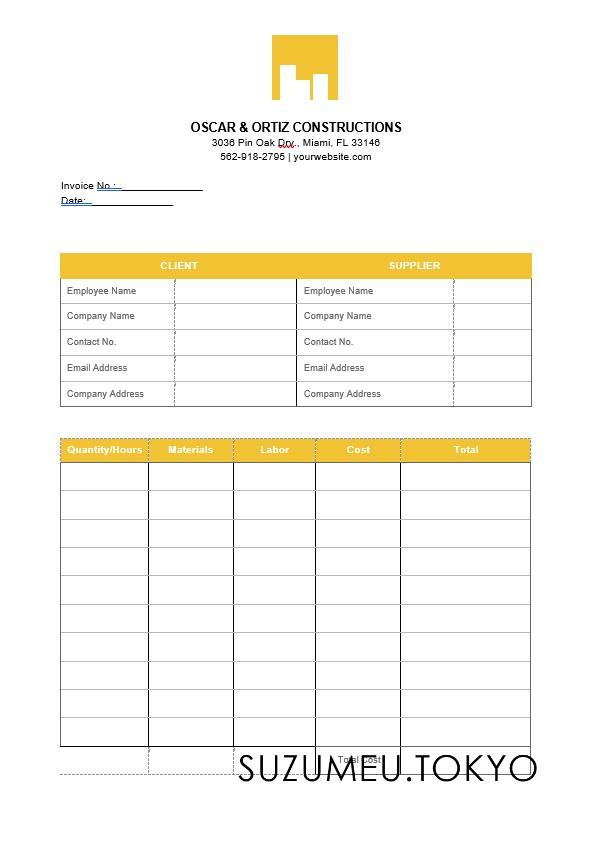 OSCAR & ORTIZ CONSTRUCTIONS
3036 Pin Oak Drv., Miami, FL 33146
562-918-2795 | yourwebsite.com
Invoice No.:
Date:
CLIENT SUPPLIER
Employee Name Employee Name
Company Name Company Name
Contact No. Contact No.
Email Address Email Address
Company Address Company Address
Quantity/Hours Materials Labor Cost Total
Total Cost
SUZUMEU.TOKYO